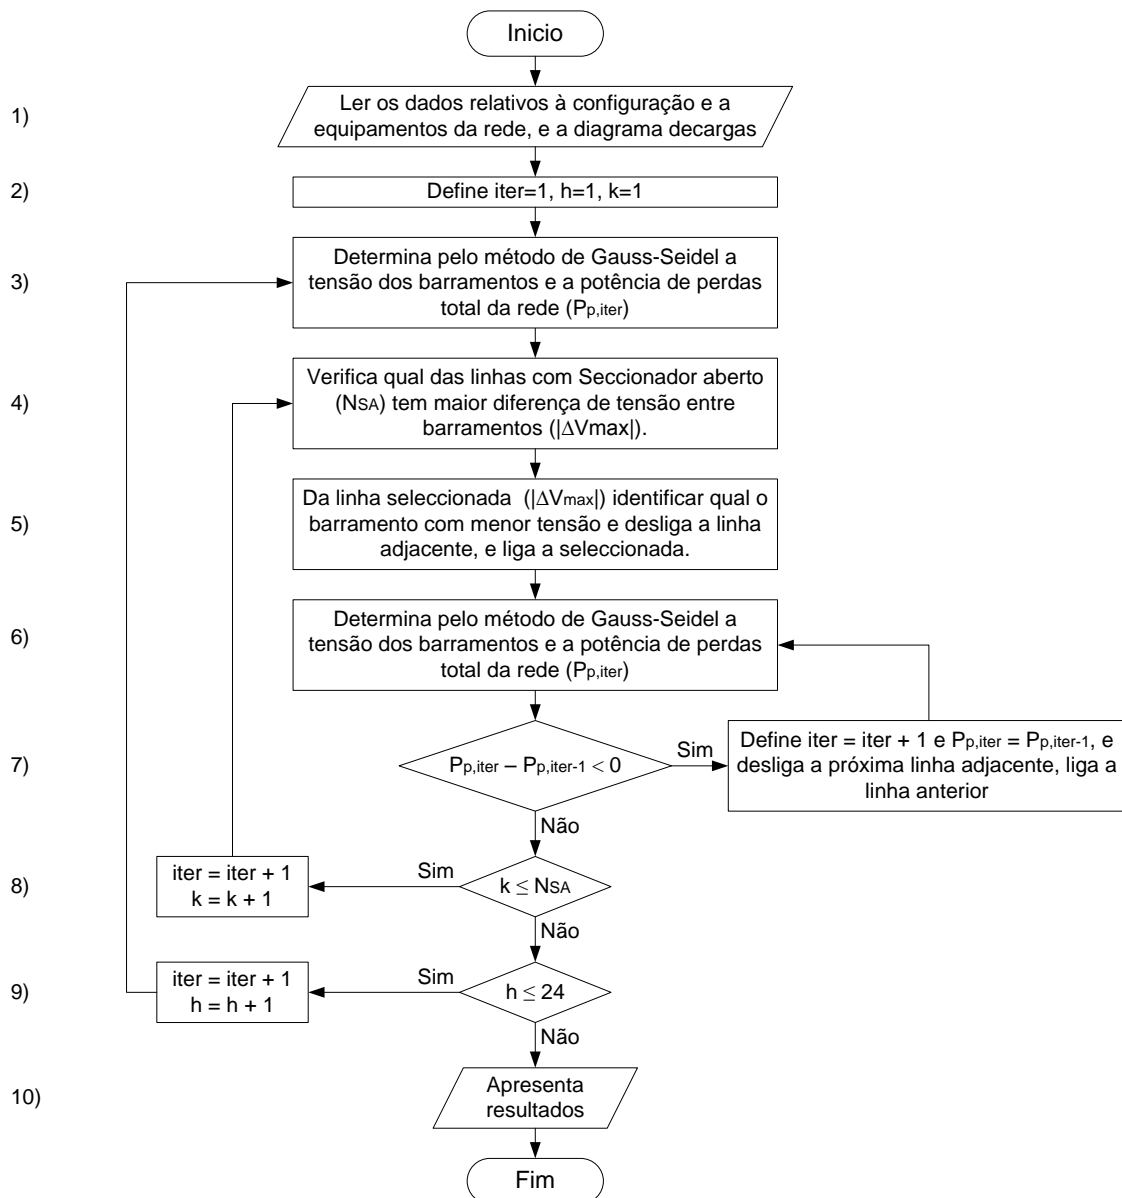 Inicio
1)
Ler os dados relativos à configuração e a
equipamentos da rede, e a diagrama decargas
2)
Define iter=1, h=1, k=1
3)
Determina pelo método de Gauss-Seidel a
tensão dos barramentos e a potência de perdas
total da rede (Pp,iter)
4)
Verifica qual das linhas com Seccionador aberto
(NSA) tem maior diferença de tensão entre
barramentos (|∆Vmax|).
5)
Da linha seleccionada (|∆Vmax|) identificar qual o
barramento com menor tensão e desliga a linha
adjacente, e liga a seleccionada.
6)
Determina pelo método de Gauss-Seidel a
tensão dos barramentos e a potência de perdas
total da rede (Pp,iter)
7)
Pp,iter – Pp,iter-1 < 0
Sim
Define iter = iter + 1 e Pp,iter = Pp,iter-1, e
desliga a próxima linha adjacente, liga a
linha anterior
Não
8)
iter = iter + 1
k = k + 1
Sim
k ≤ NSA
Não
9)
iter = iter + 1
h = h + 1
Sim
h ≤ 24
Não
10)
Apresenta
resultados
Fim